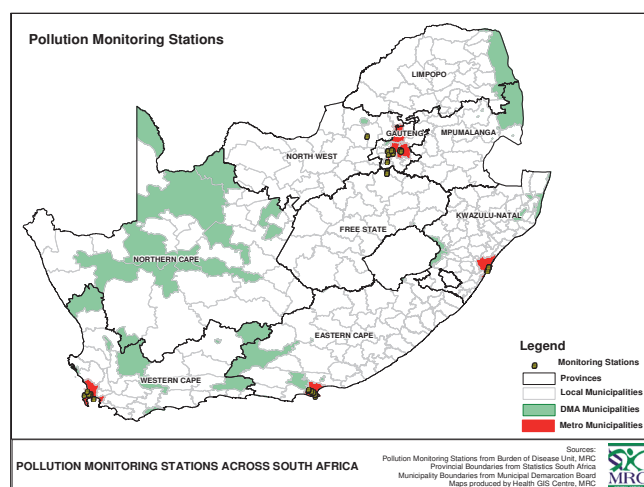 Pollution Monitoring Stations
LIMPOPO
GAUTENG
MPUMALANGA
NORTH WEST
FREE STATE
KWAZULU-NATAL
NORTHERN CAPE
EASTERN CAPE
WESTERN CAPE
Legend
Monitoring Stations
Provinces
Local Municipalities
DMA Municipalities
Metro Municipalities
POLLUTION MONITORING STATIONS ACROSS SOUTH AFRICA
Sources:
Pollution Monitoring Stations from Burden of Disease Unit, MRC
Provincial Boundaries from Statistics South Africa
Municipality Boundaries from Municipal Demarcation Board
Maps produced by Health GIS Centre, MRC
MRC